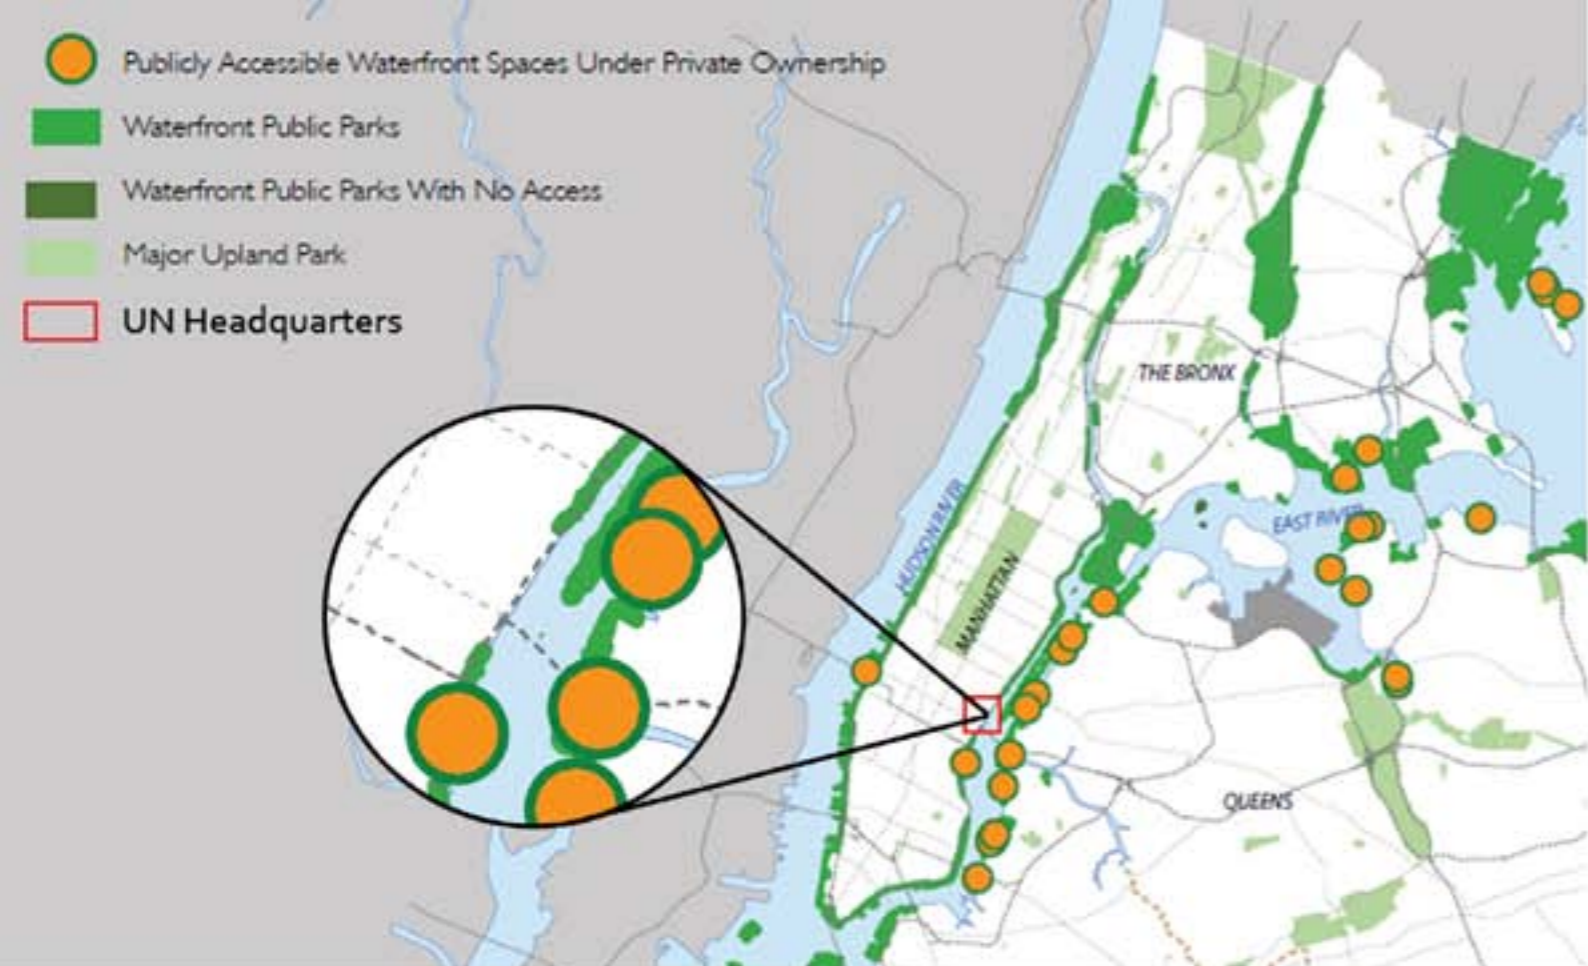 Publicly Accessible Waterfront Spaces Under Private Ownership
Waterfront Public Parks
Waterfront Public Parks With No Access
Major Upland Park
UN Headquarters
THE BRONX
HUDSON RIVER
EAST RIVER
MANHATTAN
QUEENS